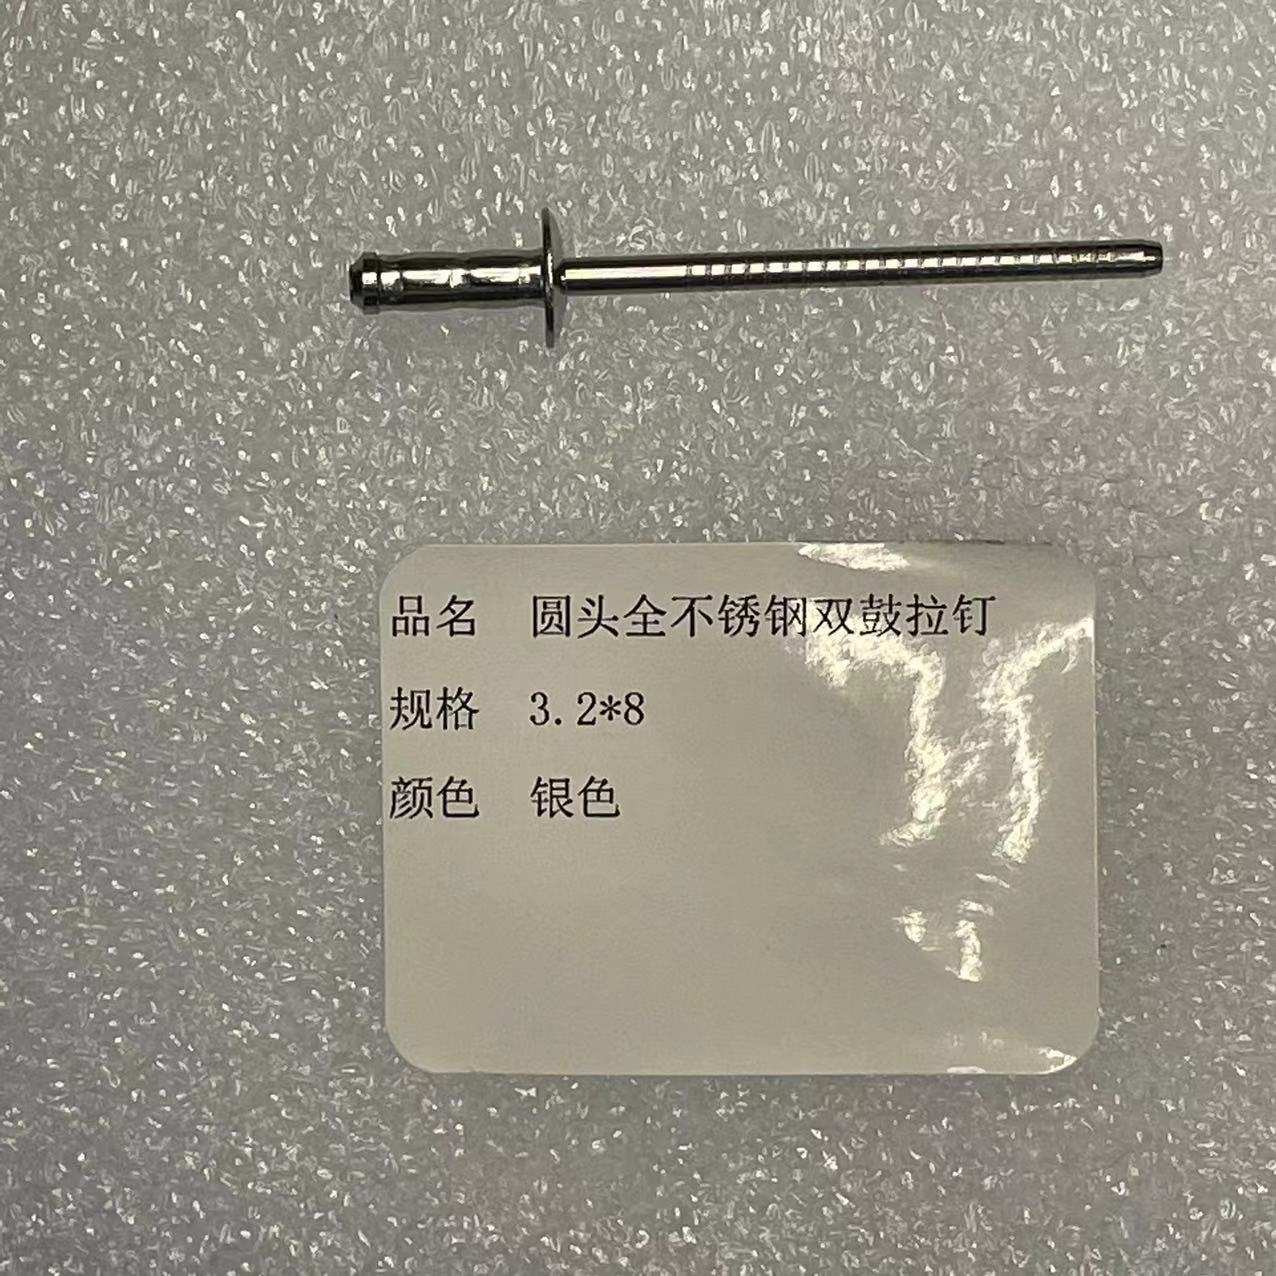 品名 圆头全不锈钢双鼓拉钉
规格 3.2*8
颜色 银色